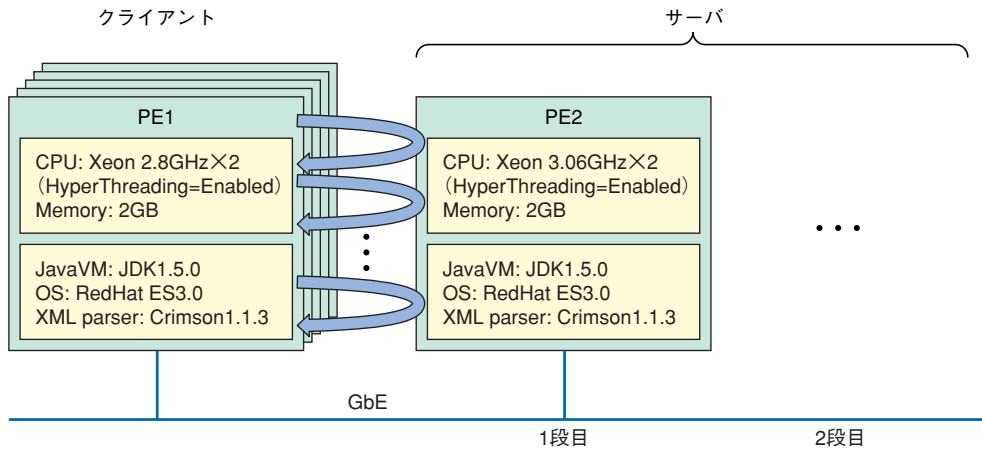 クライアント
サーバ
PE1
CPU: Xeon 2.8GHz×2
（HyperThreading=Enabled）
Memory: 2GB
JavaVM: JDK1.5.0
OS: RedHat ES3.0
XML parser: Crimson1.1.3
PE2
CPU: Xeon 3.06GHz×2
（HyperThreading=Enabled）
Memory: 2GB
JavaVM: JDK1.5.0
OS: RedHat ES3.0
XML parser: Crimson1.1.3
GbE
1段目
2段目